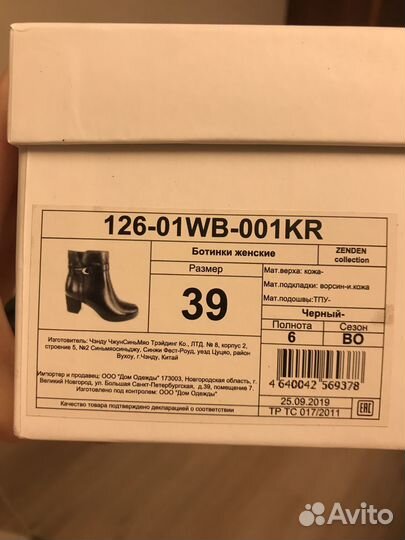 126-01WB-001KR
Ботинки женские
ZENDEN
collection
Размер
39
Мат.верха: кожа-
Мат.подкладки: ворсин-и.кожа
Мат.подошвы:ТПУ-
Черный-
Полнота
Сезон
6
ВО
Изготовитель: Чэнду ЧжунСиньМяо Трэйдинг Ко., ЛТД, № 8, корпус 2,
строение 5, №2 Синьмяосиньджу, Синжи Фест-Роуд, уезд Цуцяо, район
Вухоу, г.Чэнду, Китай
Импортер и продавец: ООО "Дом Одежды" 173003, Новгородская область, г.
Великий Новгород, ул. Большая Санкт-Петербургская, д.39, помещение 7.
Изготовлено под контролем: ООО "Дом Одежды"
4 640042 569378
Качество товара подтверждено декларацией о соответствии
25.09.2019
ТР ТС 017/2011
EAC
Avito